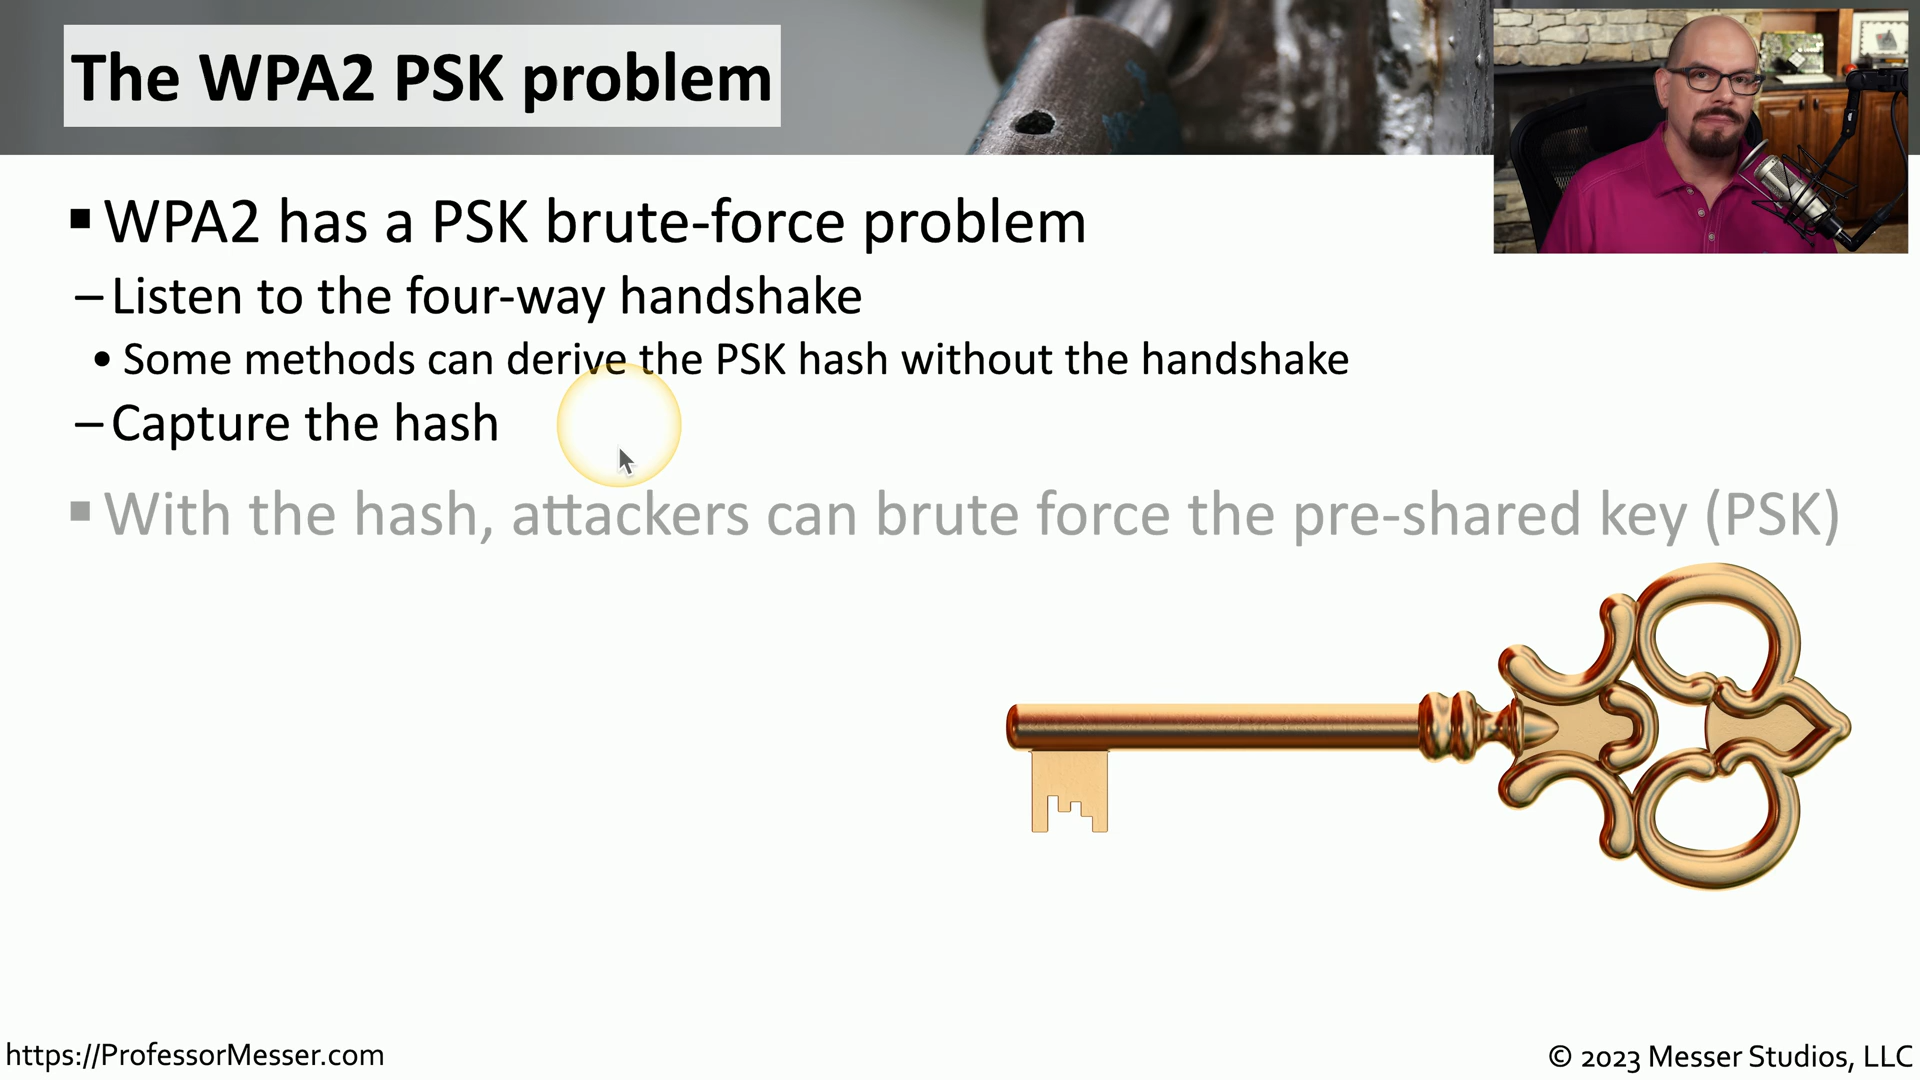 The WPA2 PSK problem
▪ WPA2 has a PSK brute-force problem
– Listen to the four-way handshake
• Some methods can derive the PSK hash without the handshake
– Capture the hash
▪ With the hash, attackers can brute force the pre-shared key (PSK)
https://ProfessorMesser.com
© 2023 Messer Studios, LLC